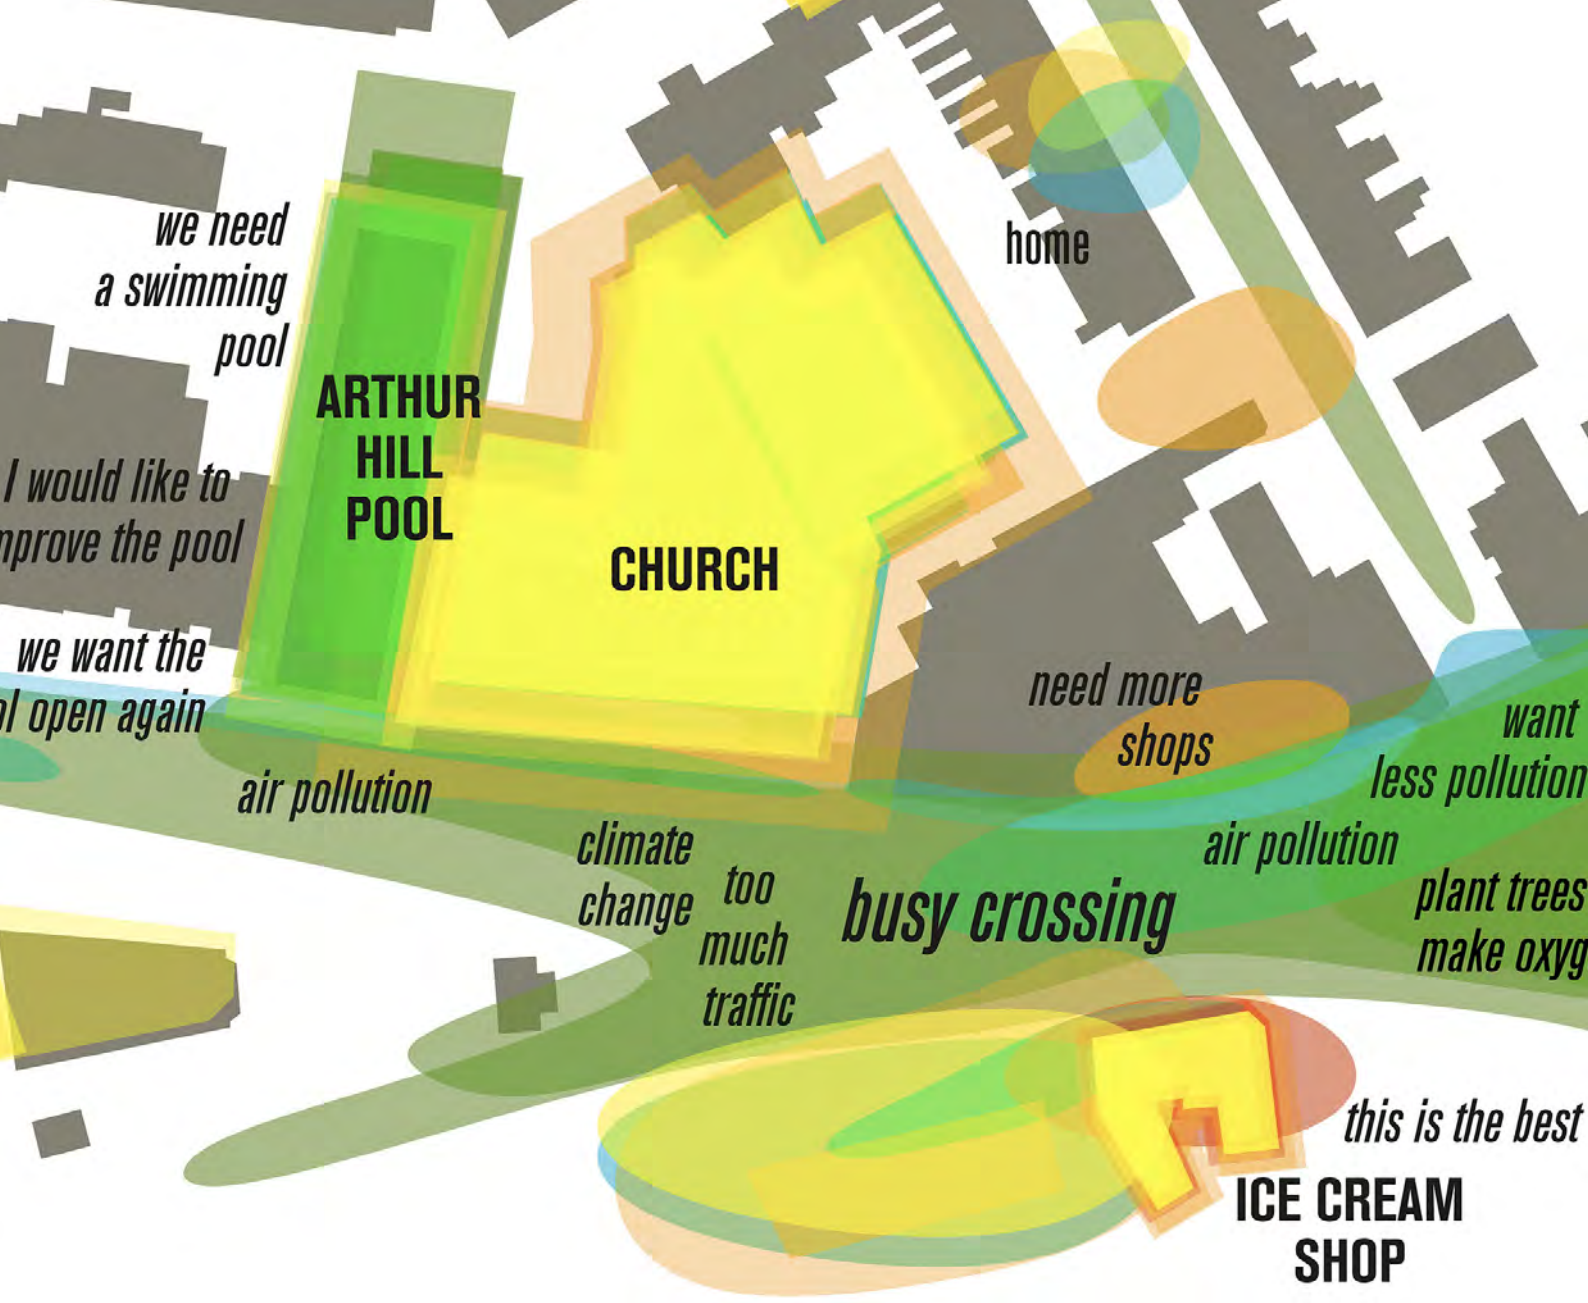 we need
a swimming
pool
home
ARTHUR
HILL
POOL
I would like to
the pool
CHURCH
we want the
open again
air pollution
need more
shops
want
less pollution
climate
change
too
much
traffic
busy crossing
air pollution
plant trees
make
this is the best
ICE CREAM
SHOP